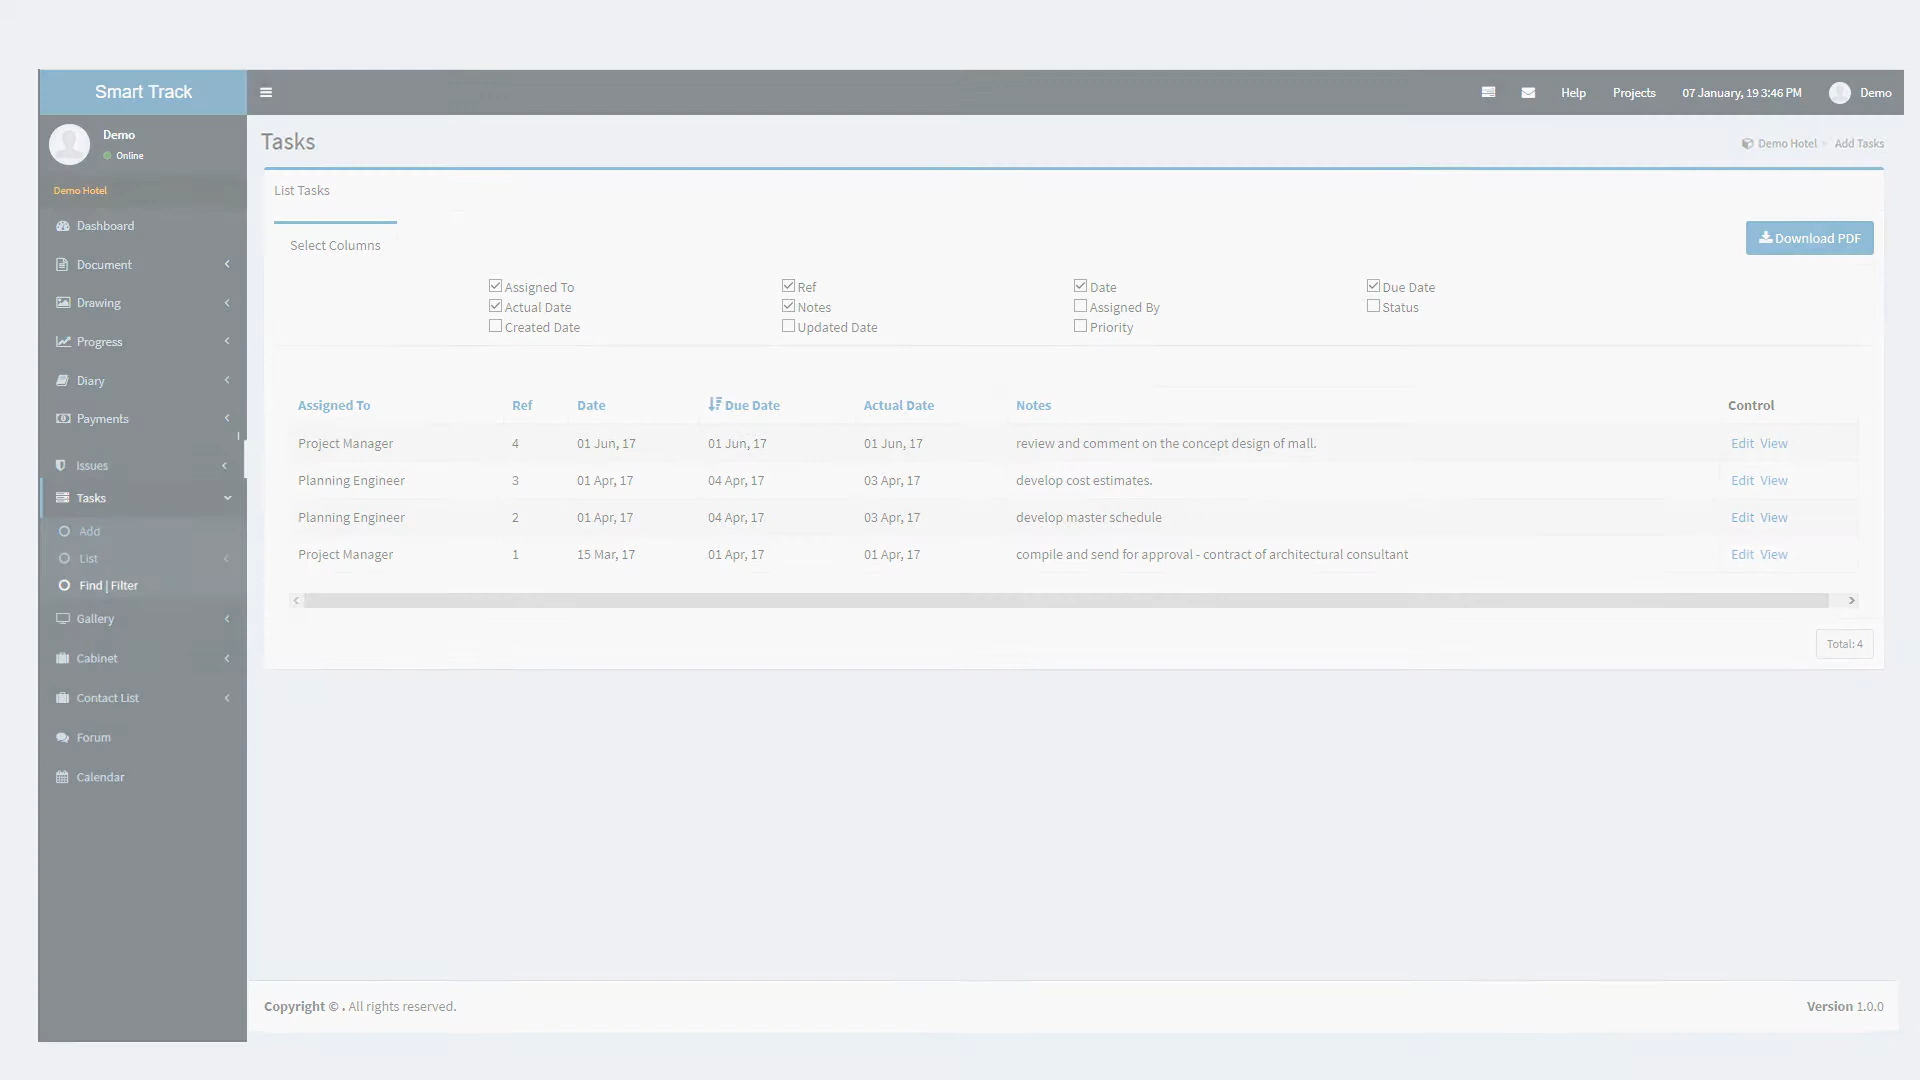 Smart Track
Help Projects 07 January, 19 3:46 PM Demo
Demo
Online
Demo Hotel
Dashboard
Document
Drawing
Progress
Diary
Payments
Issues
Tasks
Add
List
Find | Filter
Gallery
Cabinet
Contact List
Forum
Calendar
Tasks
Demo Hotel Add Tasks
List Tasks
Select Columns
Download PDF
Assigned To Ref Date Due Date
Actual Date Notes Assigned By Status
Created Date Updated Date Priority
Assigned To Ref Date Due Date Actual Date Notes Control
Project Manager 4 01 Jun, 17 01 Jun, 17 01 Jun, 17 review and comment on the concept design of mall. Edit View
Planning Engineer 3 01 Apr, 17 04 Apr, 17 03 Apr, 17 develop cost estimates. Edit View
Planning Engineer 2 01 Apr, 17 04 Apr, 17 03 Apr, 17 develop master schedule Edit View
Project Manager 1 15 Mar, 17 01 Apr, 17 01 Apr, 17 compile and send for approval - contract of architectural consultant Edit View
Total: 4
Copyright © . All rights reserved.
Version 1.0.0